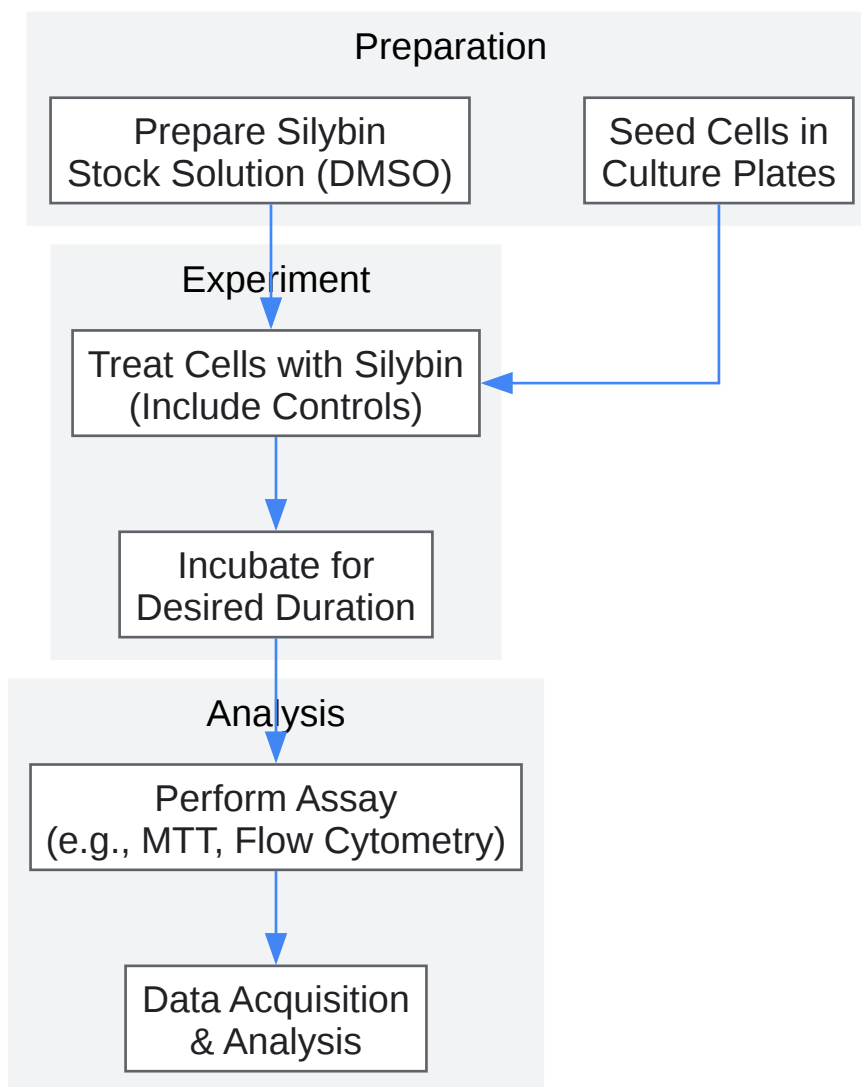 Preparation
Prepare Silybin
Stock Solution (DMSO)
Seed Cells in
Culture Plates
Experiment
Treat Cells with Silybin
(Include Controls)
Incubate for
Desired Duration
Analysis
Perform Assay
(e.g., MTT, Flow Cytometry)
Data Acquisition
& Analysis